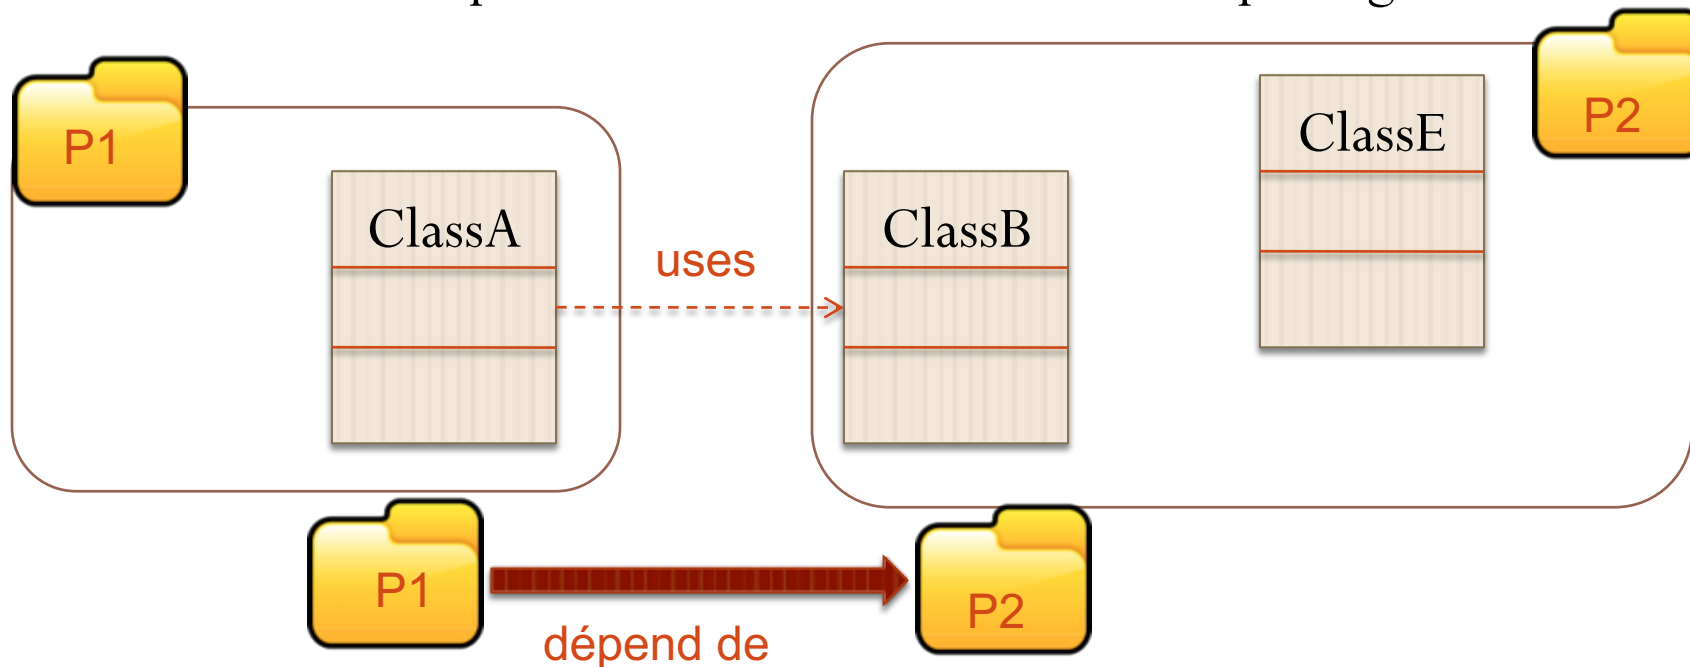 P1
P2
ClassE
ClassA
ClassB
uses
P1
P2
dépend de